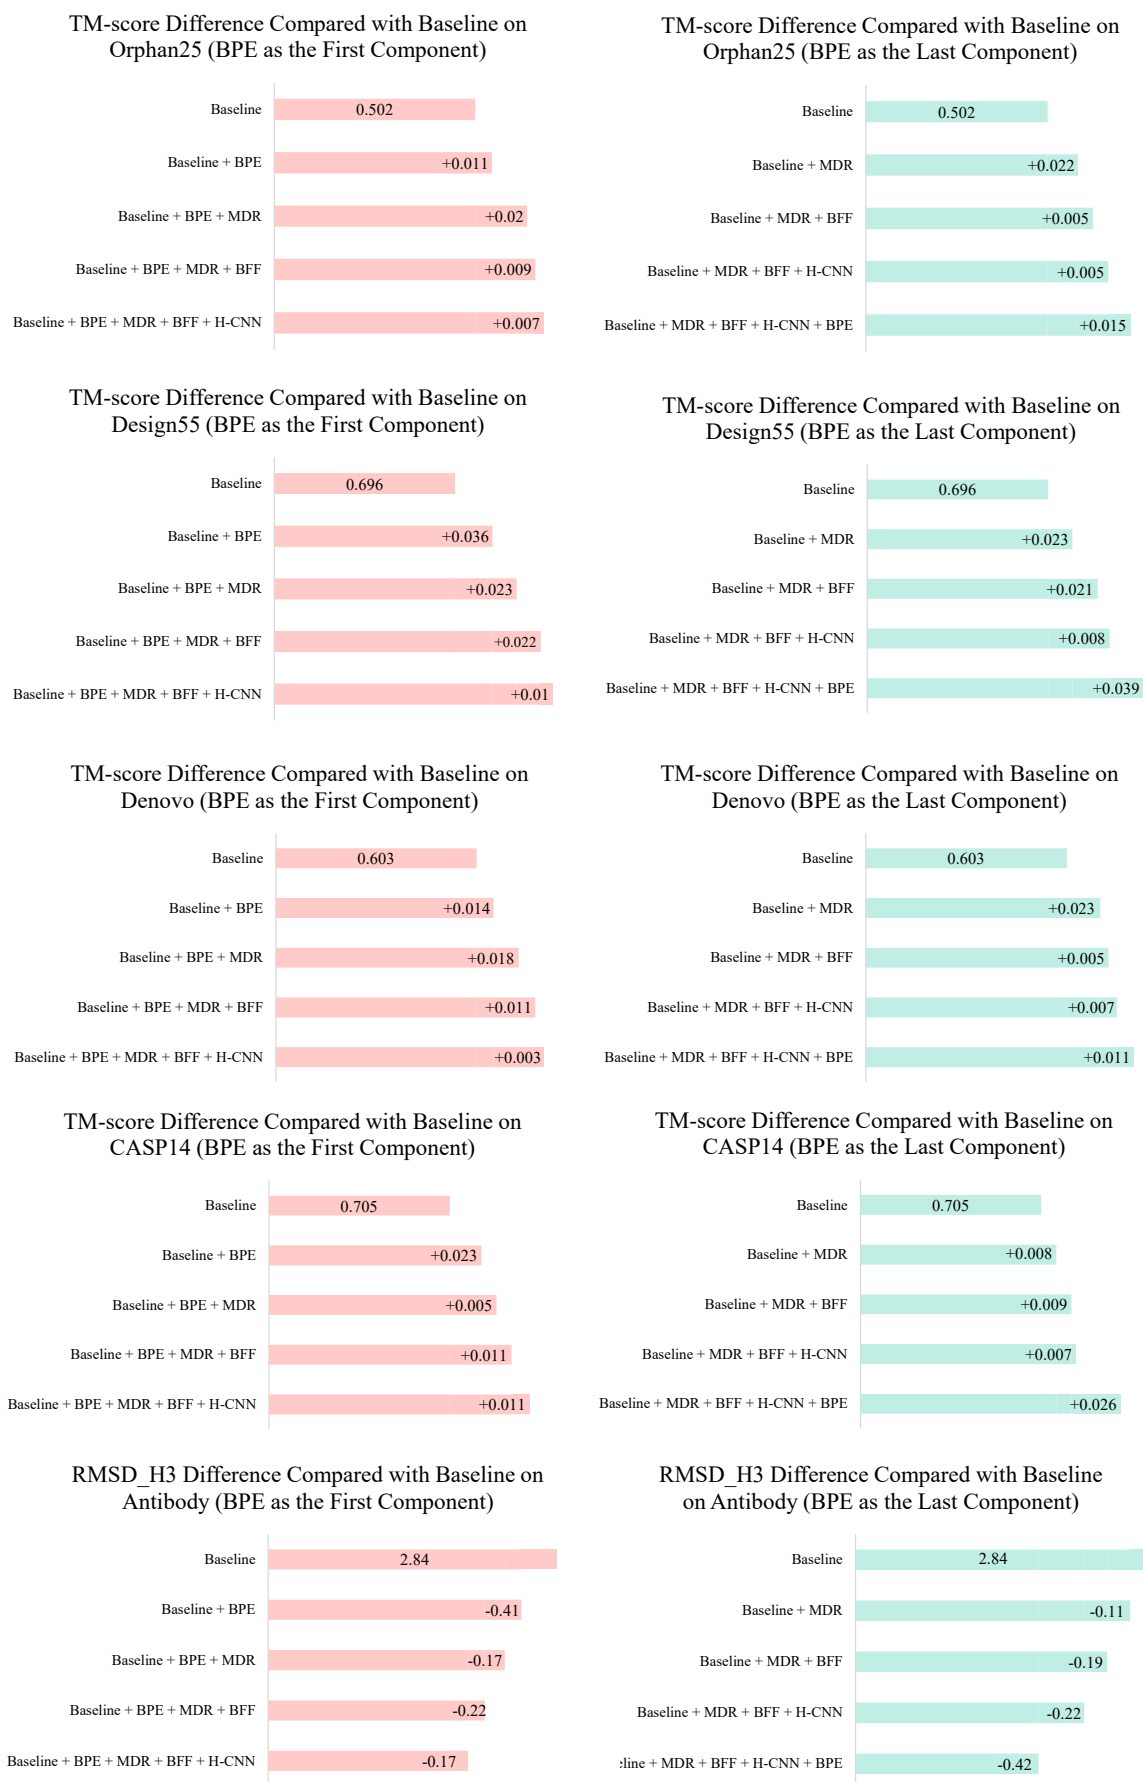 TM-score Difference Compared with Baseline on
Orphan25 (BPE as the First Component)
Baseline
0.502
Baseline + BPE
+0.011
Baseline + BPE + MDR
+0.02
Baseline + BPE + MDR + BFF
+0.009
Baseline + BPE + MDR + BFF + H-CNN
+0.007
TM-score Difference Compared with Baseline on
Orphan25 (BPE as the Last Component)
Baseline
0.502
Baseline + MDR
+0.022
Baseline + MDR + BFF
+0.005
Baseline + MDR + BFF + H-CNN
+0.005
Baseline + MDR + BFF + H-CNN + BPE
+0.015
TM-score Difference Compared with Baseline on
Design55 (BPE as the First Component)
Baseline
0.696
Baseline + BPE
+0.036
Baseline + BPE + MDR
+0.023
Baseline + BPE + MDR + BFF
+0.022
Baseline + BPE + MDR + BFF + H-CNN
+0.01
TM-score Difference Compared with Baseline on
Design55 (BPE as the Last Component)
Baseline
0.696
Baseline + MDR
+0.023
Baseline + MDR + BFF
+0.021
Baseline + MDR + BFF + H-CNN
+0.008
Baseline + MDR + BFF + H-CNN + BPE
+0.039
TM-score Difference Compared with Baseline on
Denovo (BPE as the First Component)
Baseline
0.603
Baseline + BPE
+0.014
Baseline + BPE + MDR
+0.018
Baseline + BPE + MDR + BFF
+0.011
Baseline + BPE + MDR + BFF + H-CNN
+0.003
TM-score Difference Compared with Baseline on
Denovo (BPE as the Last Component)
Baseline
0.603
Baseline + MDR
+0.023
Baseline + MDR + BFF
+0.005
Baseline + MDR + BFF + H-CNN
+0.007
Baseline + MDR + BFF + H-CNN + BPE
+0.011
TM-score Difference Compared with Baseline on
CASP14 (BPE as the First Component)
Baseline
0.705
Baseline + BPE
+0.023
Baseline + BPE + MDR
+0.005
Baseline + BPE + MDR + BFF
+0.011
Baseline + BPE + MDR + BFF + H-CNN
+0.011
TM-score Difference Compared with Baseline on
CASP14 (BPE as the Last Component)
Baseline
0.705
Baseline + MDR
+0.008
Baseline + MDR + BFF
+0.009
Baseline + MDR + BFF + H-CNN
+0.007
Baseline + MDR + BFF + H-CNN + BPE
+0.026
RMSD_H3 Difference Compared with Baseline on
Antibody (BPE as the First Component)
Baseline
2.84
Baseline + BPE
-0.41
Baseline + BPE + MDR
-0.17
Baseline + BPE + MDR + BFF
-0.22
Baseline + BPE + MDR + BFF + H-CNN
-0.17
RMSD_H3 Difference Compared with Baseline
on Antibody (BPE as the Last Component)
Baseline
2.84
Baseline + MDR
-0.11
Baseline + MDR + BFF
-0.19
Baseline + MDR + BFF + H-CNN
-0.22
eline + MDR + BFF + H-CNN + BPE
-0.42